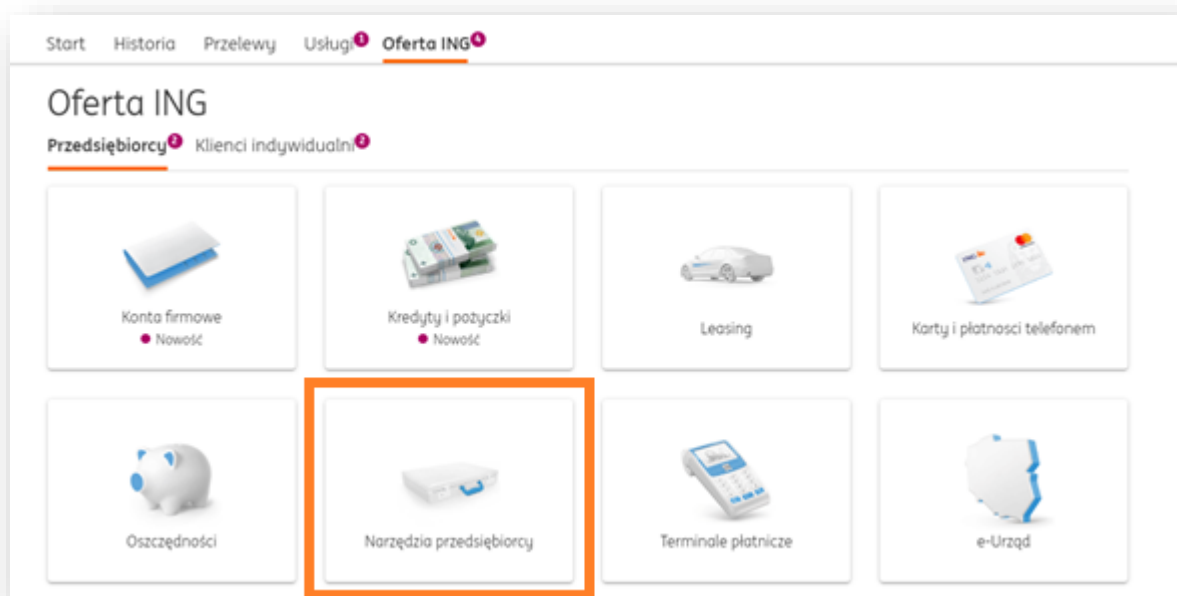 Start Historia Przelewy Usługi 1 Oferta ING 4
Oferta ING
Przedsiębiorcy 2 Klienci indywidualni 2
Konta firmowe
Nowość
Kredyty i pożyczki
Nowość
Leasing
Karty i płatnosci telefonem
Oszczędności
Narzędzia przedsiębiorcy
Terminale płatnicze
e-Urząd